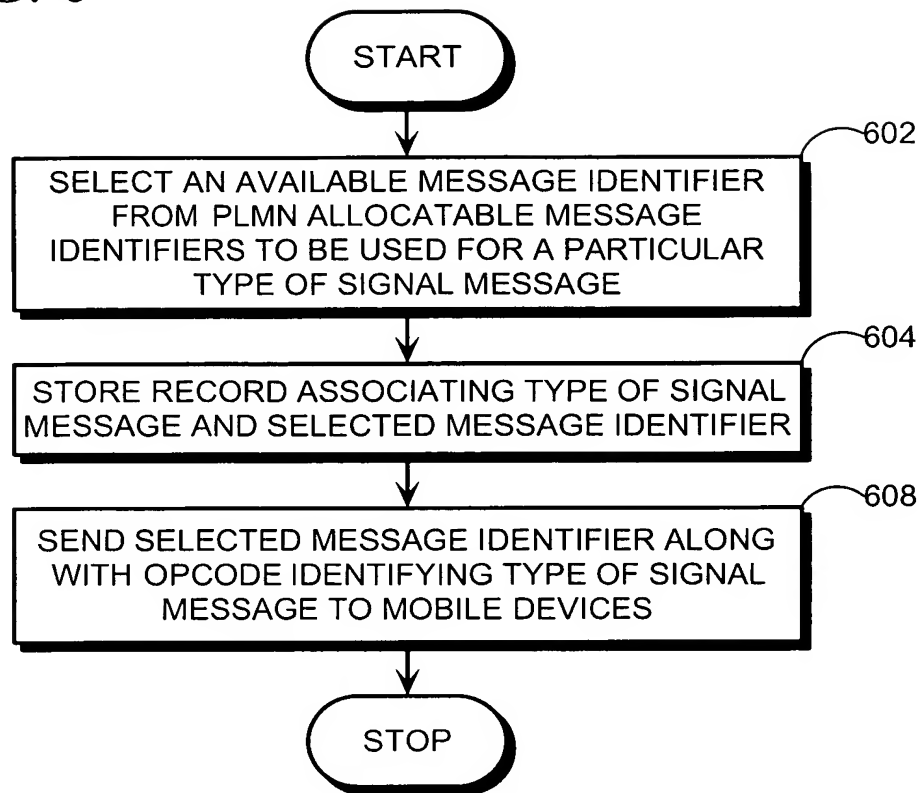 START
602
SELECT AN AVAILABLE MESSAGE IDENTIFIER
FROM PLMN ALLOCATABLE MESSAGE
IDENTIFIERS TO BE USED FOR A PARTICULAR
TYPE OF SIGNAL MESSAGE
604
STORE RECORD ASSOCIATING TYPE OF SIGNAL
MESSAGE AND SELECTED MESSAGE IDENTIFIER
608
SEND SELECTED MESSAGE IDENTIFIER ALONG
WITH OPCODE IDENTIFYING TYPE OF SIGNAL
MESSAGE TO MOBILE DEVICES
STOP